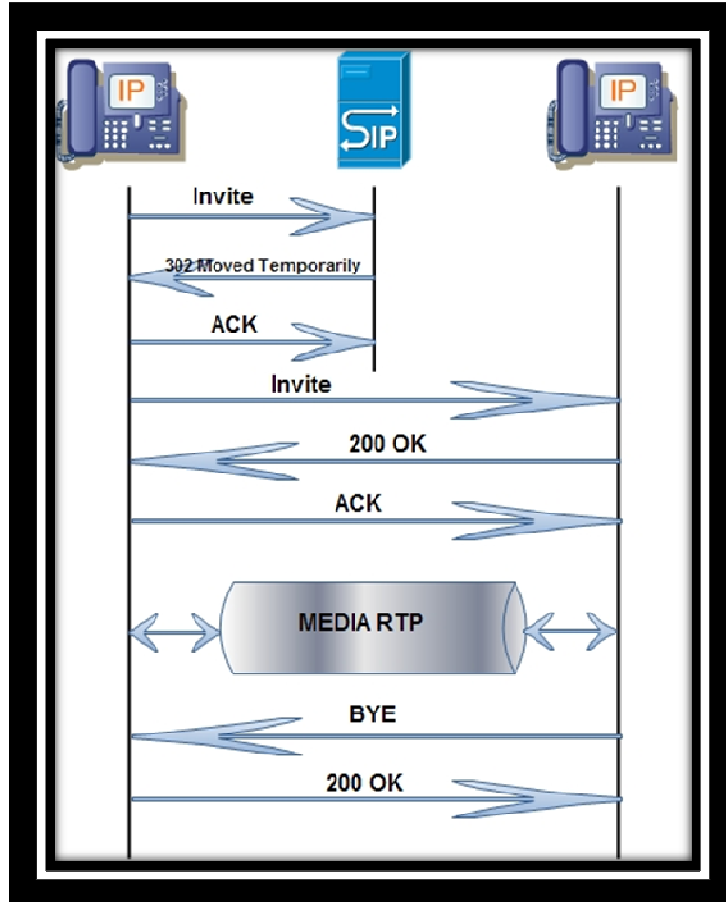 IP
SIP
IP
Invite
302 Moved Temporarily
ACK
Invite
200 OK
ACK
MEDIA RTP
BYE
200 OK